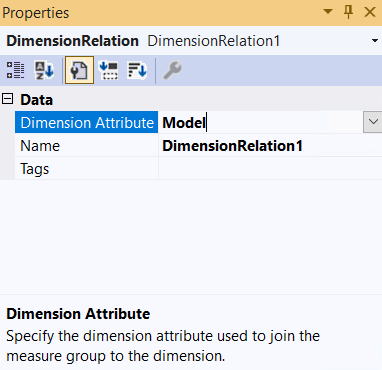 Properties
DimensionRelation DimensionRelation1
Data
Dimension Attribute Model
Name DimensionRelation1
Tags
Dimension Attribute
Specify the dimension attribute used to join the
measure group to the dimension.